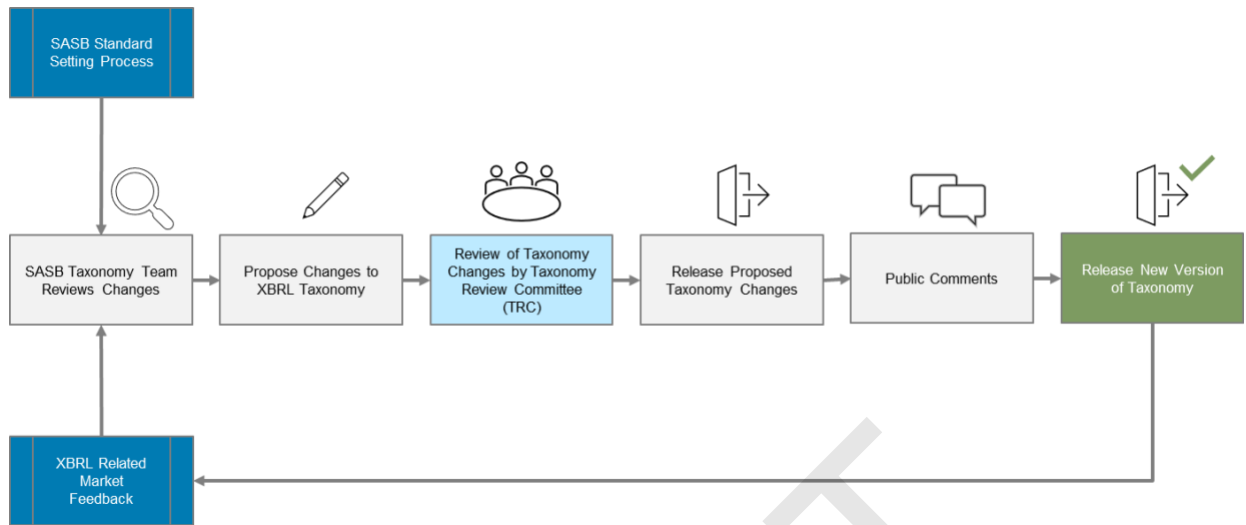 SASB Standard
Setting Process
SASB Taxonomy Team
Reviews Changes
Propose Changes to
XBRL Taxonomy
Review of Taxonomy
Changes by Taxonomy
Review Committee
(TRC)
Release Proposed
Taxonomy Changes
Public Comments
Release New Version
of Taxonomy
XBRL Related
Market
Feedback